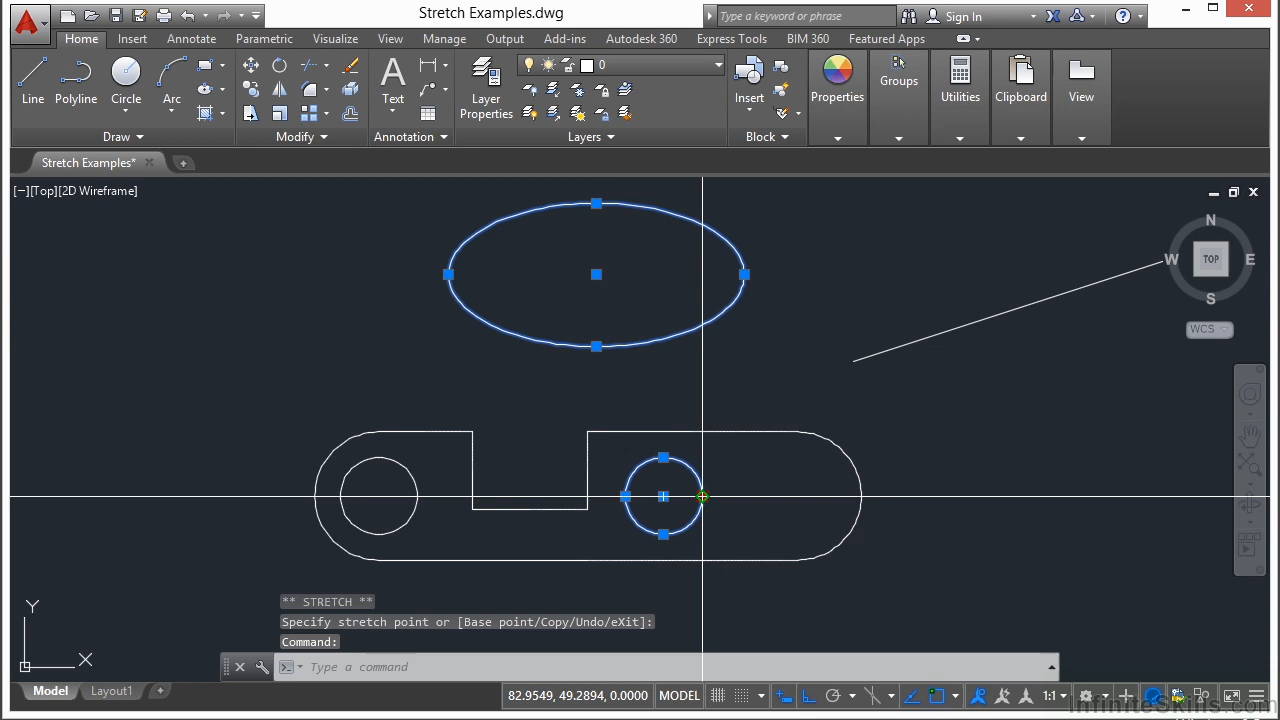 Stretch Examples.dwg
Type a keyword or phrase
Sign In
Home Insert Annotate Parametric Visualize View Manage Output Add-ins Autodesk 360 Express Tools BIM 360 Featured Apps
0
Line Polyline Circle Arc
Text
Layer Properties
Insert
Properties
Groups
Utilities
Clipboard
View
Draw Modify Annotation Layers Block
Stretch Examples*
[−][Top][2D Wireframe]
N
W TOP E
S
WCS
Y
X
** STRETCH **
Specify stretch point or [Base point/Copy/Undo/eXit]:
Command:
Type a command
Model Layout1
82.9549, 49.2894, 0.0000 MODEL 1:1
InfiniteSkills.com